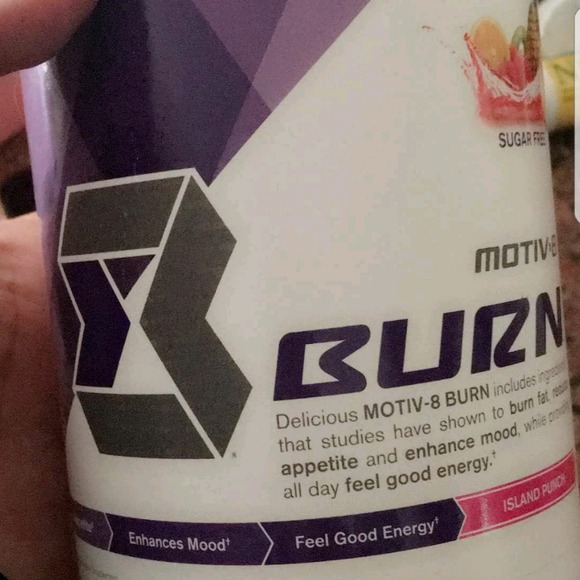 SUGAR FREE
MOTIV-8
BURN
Delicious MOTIV-8 BURN includes
that studies have shown to burn fat,
appetite and enhance mood, while
all day feel good energy.†
Enhances Mood†
Feel Good Energy†
ISLAND PUNCH